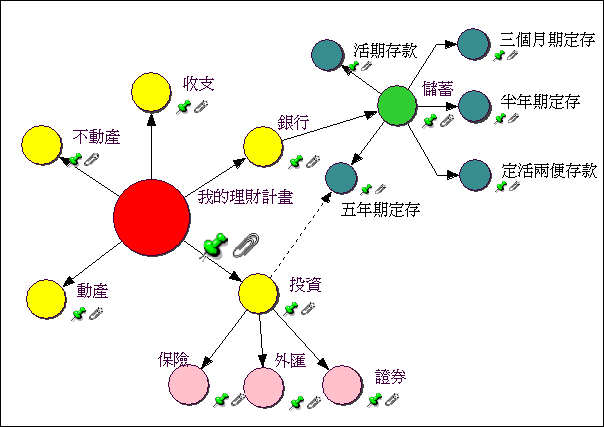 活期存款
三個月期定存
收支
儲蓄
半年期定存
銀行
不動產
定活兩便存款
我的理財計畫
五年期定存
動產
投資
保險
外匯
證券